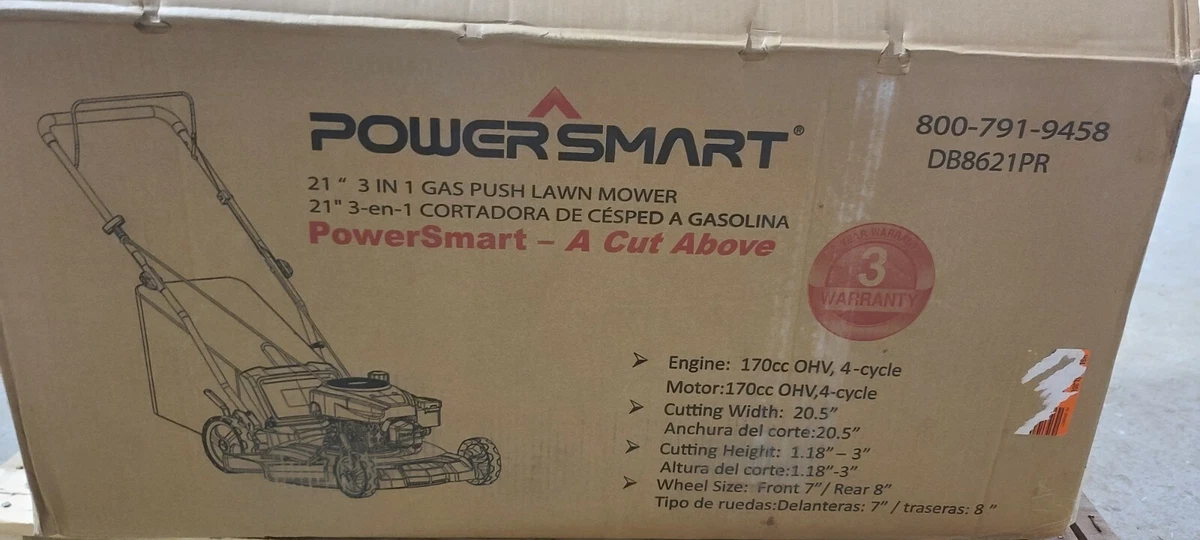 POWERSMART®
800-791-9458
DB8621PR
21 “ 3 IN 1 GAS PUSH LAWN MOWER
21" 3-en-1 CORTADORA DE CÉSPED A GASOLINA
PowerSmart – A Cut Above
YEAR WARRANTY
3
WARRANTY
Engine: 170cc OHV, 4-cycle
Motor:170cc OHV,4-cycle
Cutting Width: 20.5”
Anchura del corte:20.5”
Cutting Height: 1.18”– 3”
Altura del corte:1.18”-3”
Wheel Size: Front 7”/ Rear 8”
Tipo de ruedas:Delanteras: 7” / traseras: 8 ”